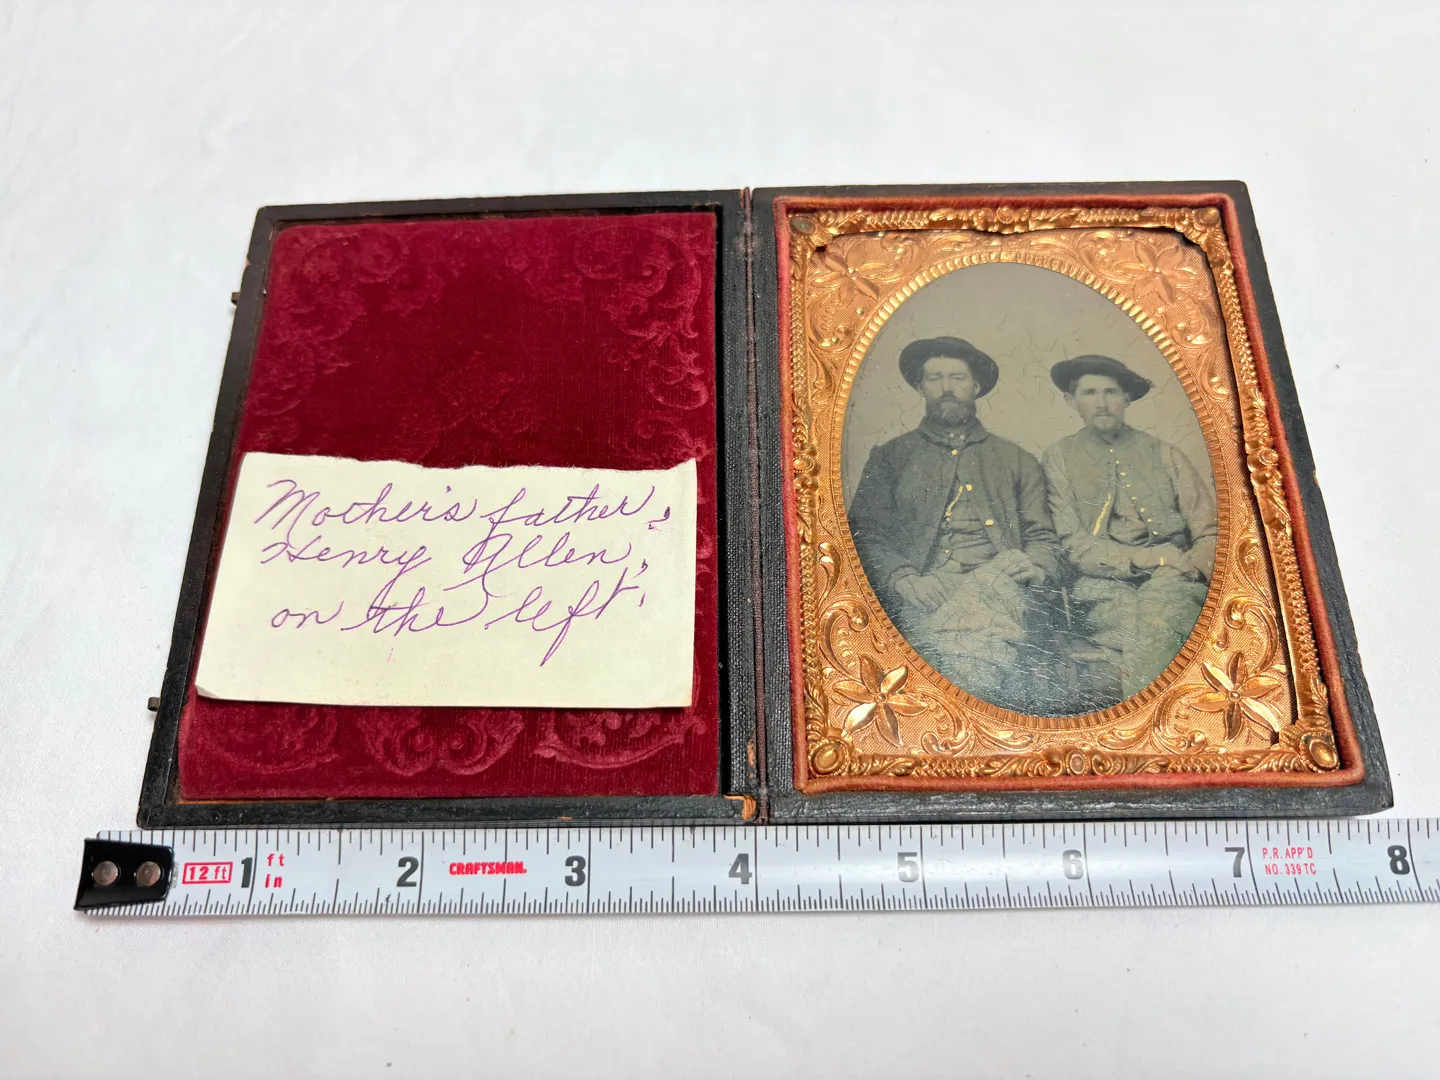 Mother's father,
Henry Allen,
on the left,
12 ft 1 ft in 2 CRAFTSMAN. 3 4 5 6 7 P.R. APP'D NO. 339 TC 8